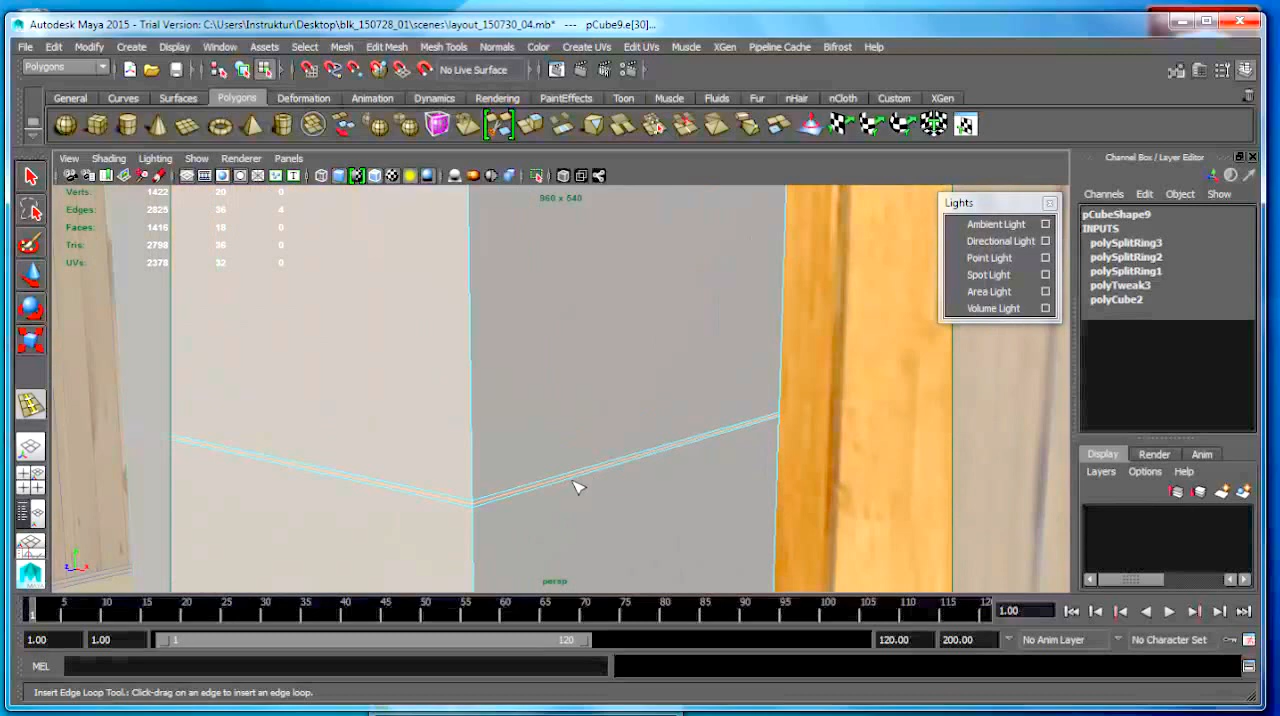 Autodesk Maya 2015 - Trial Version: C:\Users\Instruktur\Desktop\blk_150728_01\scenes\layout_150730_04.mb* --- pCube9.e[30]...
File Edit Modify Create Display Window Assets Select Mesh Edit Mesh Mesh Tools Normals Color Create UVs Edit UVs Muscle XGen Pipeline Cache Bifrost Help
Polygons No Live Surface
General Curves Surfaces Polygons Deformation Animation Dynamics Rendering PaintEffects Toon Muscle Fluids Fur nHair nCloth Custom XGen
View Shading Lighting Show Renderer Panels
Channel Box / Layer Editor
Channels Edit Object Show
Verts: 1422 20 0
Edges: 2825 36 4
Faces: 1416 18 0
Tris: 2798 36 0
UVs: 2378 32 0
960 x 540
Lights
Ambient Light
Directional Light
Point Light
Spot Light
Area Light
Volume Light
pCubeShape9
INPUTS
polySplitRing3
polySplitRing2
polySplitRing1
polyTweak3
polyCube2
Display Render Anim
Layers Options Help
persp
MAYA
1 5 10 15 20 25 30 35 40 45 50 55 60 65 70 75 80 85 90 95 100 105 110 115 12 1.00
1.00 1.00 1 120 120.00 200.00 No Anim Layer No Character Set
MEL
Insert Edge Loop Tool.: Click-drag on an edge to insert an edge loop.